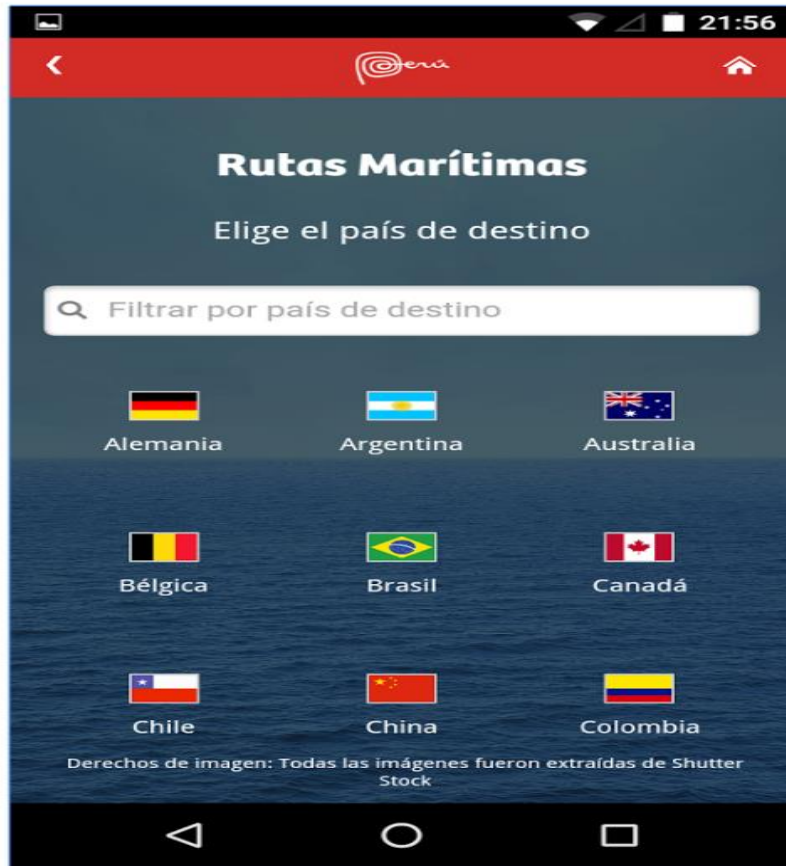 21:56
Perú
Rutas Marítimas
Elige el país de destino
Filtrar por país de destino
Alemania Argentina Australia
Bélgica Brasil Canadá
Chile China Colombia
Derechos de imagen: Todas las imágenes fueron extraídas de Shutter
Stock